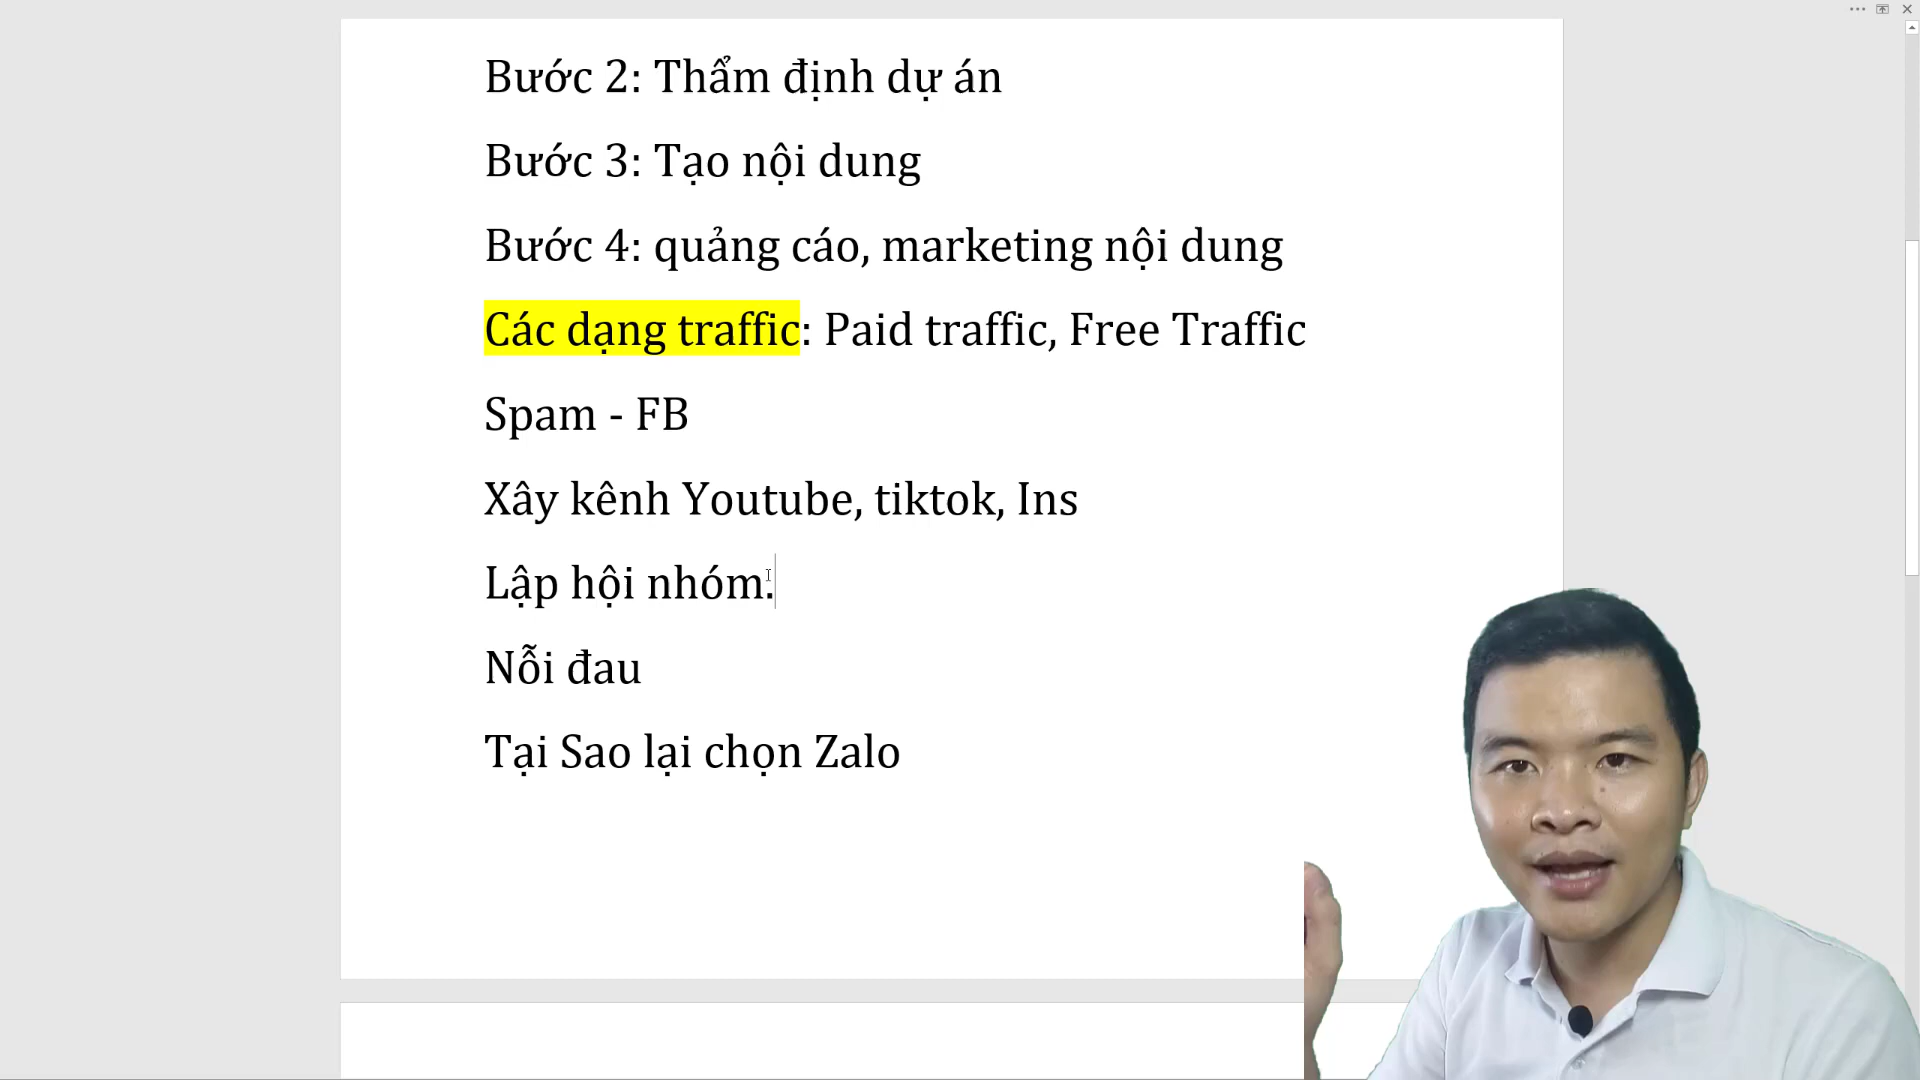 Bước 2: Thẩm định dự án
Bước 3: Tạo nội dung
Bước 4: quảng cáo, marketing nội dung
Các dạng traffic: Paid traffic, Free Traffic
Spam - FB
Xây kênh Youtube, tiktok, Ins
Lập hội nhóm.
Nỗi đau
Tại Sao lại chọn Zalo